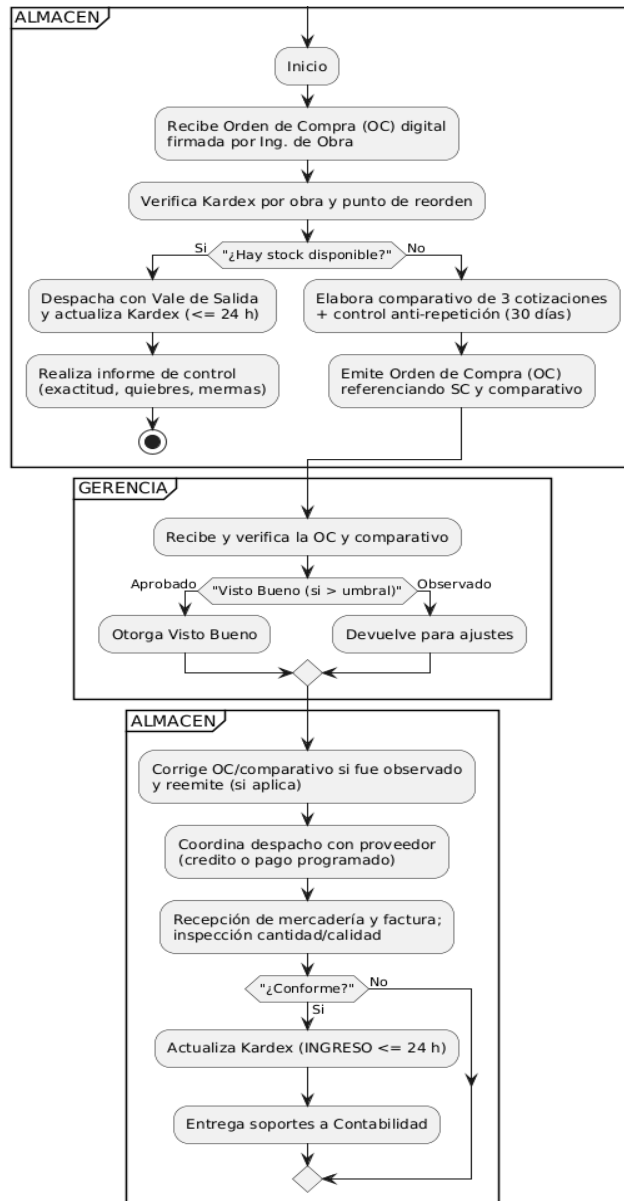 ALMACEN
Inicio
Recibe Orden de Compra (OC) digital
firmada por Ing. de Obra
Verifica Kardex por obra y punto de reorden
Si
"¿Hay stock disponible?"
No
Despacha con Vale de Salida
y actualiza Kardex (<= 24 h)
Elabora comparativo de 3 cotizaciones
+ control anti-repetición (30 días)
Realiza informe de control
(exactitud, quiebres, mermas)
Emite Orden de Compra (OC)
referenciando SC y comparativo
GERENCIA
Recibe y verifica la OC y comparativo
Aprobado
"Visto Bueno (si > umbral)"
Observado
Otorga Visto Bueno
Devuelve para ajustes
ALMACEN
Corrige OC/comparativo si fue observado
y reemite (si aplica)
Coordina despacho con proveedor
(credito o pago programado)
Recepción de mercadería y factura;
inspección cantidad/calidad
"¿Conforme?"
No
Si
Actualiza Kardex (INGRESO <= 24 h)
Entrega soportes a Contabilidad